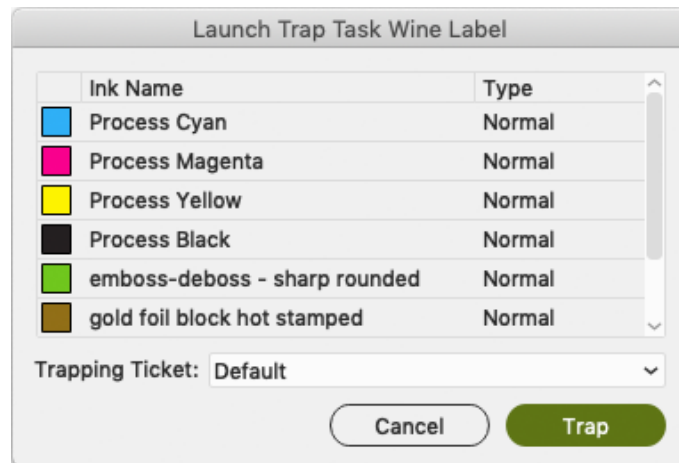 Launch Trap Task Wine Label
Ink Name Type
Process Cyan Normal
Process Magenta Normal
Process Yellow Normal
Process Black Normal
emboss-deboss - sharp rounded Normal
gold foil block hot stamped Normal
Trapping Ticket: Default
Cancel Trap